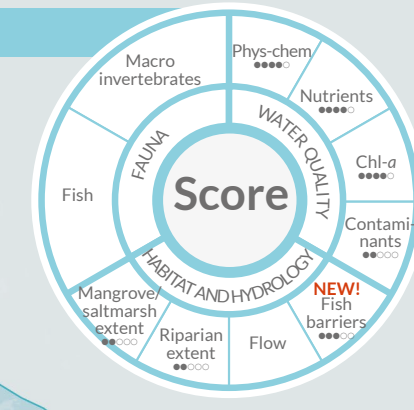 Macro
invertebrates
Phys-chem
Nutrients
Chl-a
Contami-
nants
NEW!
Fish
barriers
Flow
Riparian
extent
Mangrove/
saltmarsh
extent
Fish
FAUNA
WATER QUALITY
HABITAT AND HYDROLOGY
Score